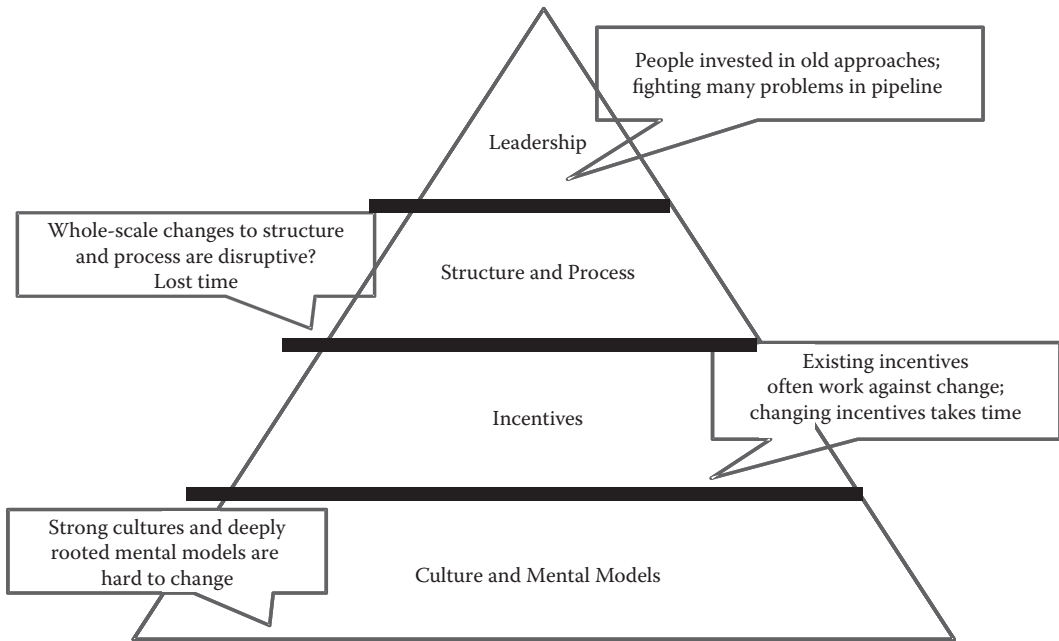 People invested in old approaches;
fighting many problems in pipeline
Leadership
Whole-scale changes to structure
and process are disruptive?
Lost time
Structure and Process
Existing incentives
often work against change;
changing incentives takes time
Incentives
Strong cultures and deeply
rooted mental models are
hard to change
Culture and Mental Models